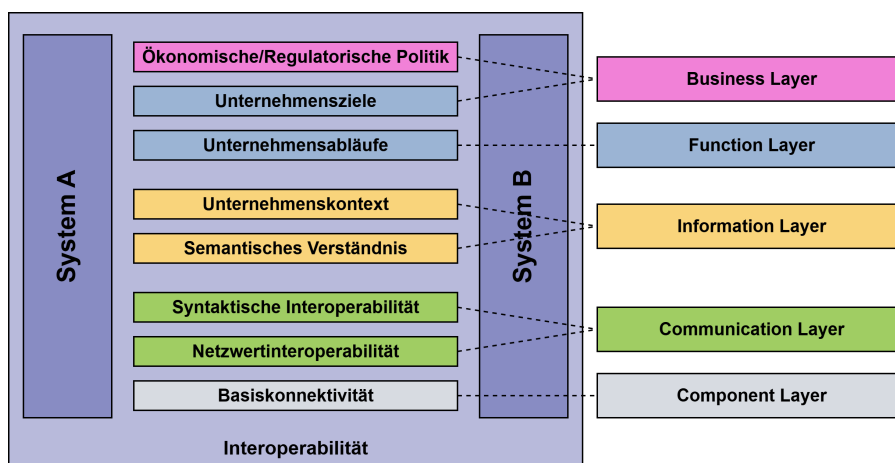 System A
Ökonomische/Regulatorische Politik
Unternehmensziele
Unternehmensabläufe
Unternehmenskontext
Semantisches Verständnis
Syntaktische Interoperabilität
Netzwertinteroperabilität
Basiskonnektivität
System B
Interoperabilität
Business Layer
Function Layer
Information Layer
Communication Layer
Component Layer